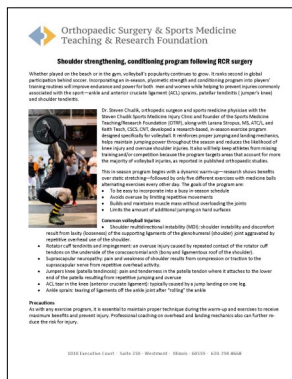 Orthopaedic Surgery & Sports Medicine
Teaching & Research Foundation
Shoulder strengthening, conditioning program following RCR surgery
Whether played on the beach or in the gym, volleyball's popularity continues to grow. It ranks second in global
participation behind soccer. Incorporating an in-season, plyometric strength and conditioning program into players'
training routines will improve endurance and power for both men and women while helping to prevent injuries commonly
associated with the sport—ankle and anterior cruciate ligament (ACL) sprains, patellar tendinitis ( jumper's knee)
and shoulder tendinitis.
Dr. Steven Chudik, orthopedic surgeon and sports medicine physician with the
Steven Chudik Sports Medicine Injury Clinic and founder of the Sports Medicine
Teaching/Research Foundation (OTRF), along with Lanana Stropus, MS, ATC/L, and
Keith Tesch, CSCS, CNT, developed a research-based, in-season exercise program
designed specifically for volleyball. It reinforces proper jumping and landing mechanics,
helps maintain jumping power throughout the season and reduces the likelihood of
knee injury and overuse shoulder injuries. It also will help keep athletes from missing
training and/or competition because the program targets areas that account for more
the majority of volleyball injuries, as reported in published orthopaedic studies.
This in-season program begins with a dynamic warm-up—research shows benefits
over static stretching—followed by only five different exercises with medicine balls
alternating exercises every other day. The goals of the program are:
• To be easy to incorporate into a busy in-season schedule
• Avoids overuse by limiting repetitive movements
• Builds and maintains muscle mass without overloading the joints
• Limits the amount of additional jumping on hard surfaces
Common volleyball injuries
• Shoulder multidirectional instability (MDI): shoulder instability and discomfort
result from laxity (looseness) of the supporting ligaments of the glenohumeral (shoulder) joint aggravated by
repetitive overhead use of the shoulder.
• Rotator cuff tendinitis and impingement: an overuse injury caused by repeated contact of the rotator cuff
tendons on the underside of the coracoacromial arch (bony and ligamentous roof of the shoulder).
• Suprascapular neuropathy: pain and weakness of shoulder results from compression or traction to the
suprascapular nerve from repetitive overhead activity.
• Jumper's knee (patella tendinosis): pain and tenderness in the patella tendon where it attaches to the lower
end of the patella resulting from repetitive jumping and overuse
• ACL tear in the knee (anterior cruciate ligament): typically caused by a jump landing on one leg.
• Ankle sprain: tearing of ligaments off the ankle joint after "rolling" the ankle
Precautions
As with any exercise program, it is essential to maintain proper technique during the warm-up and exercises to receive
maximum benefits and prevent injury. Professional coaching on overhead and landing mechanics also can further re-
duce the risk for injury.
1010 Executive Court · Suite 250 · Westmont · Illinois · 60559 · 630-794-8668